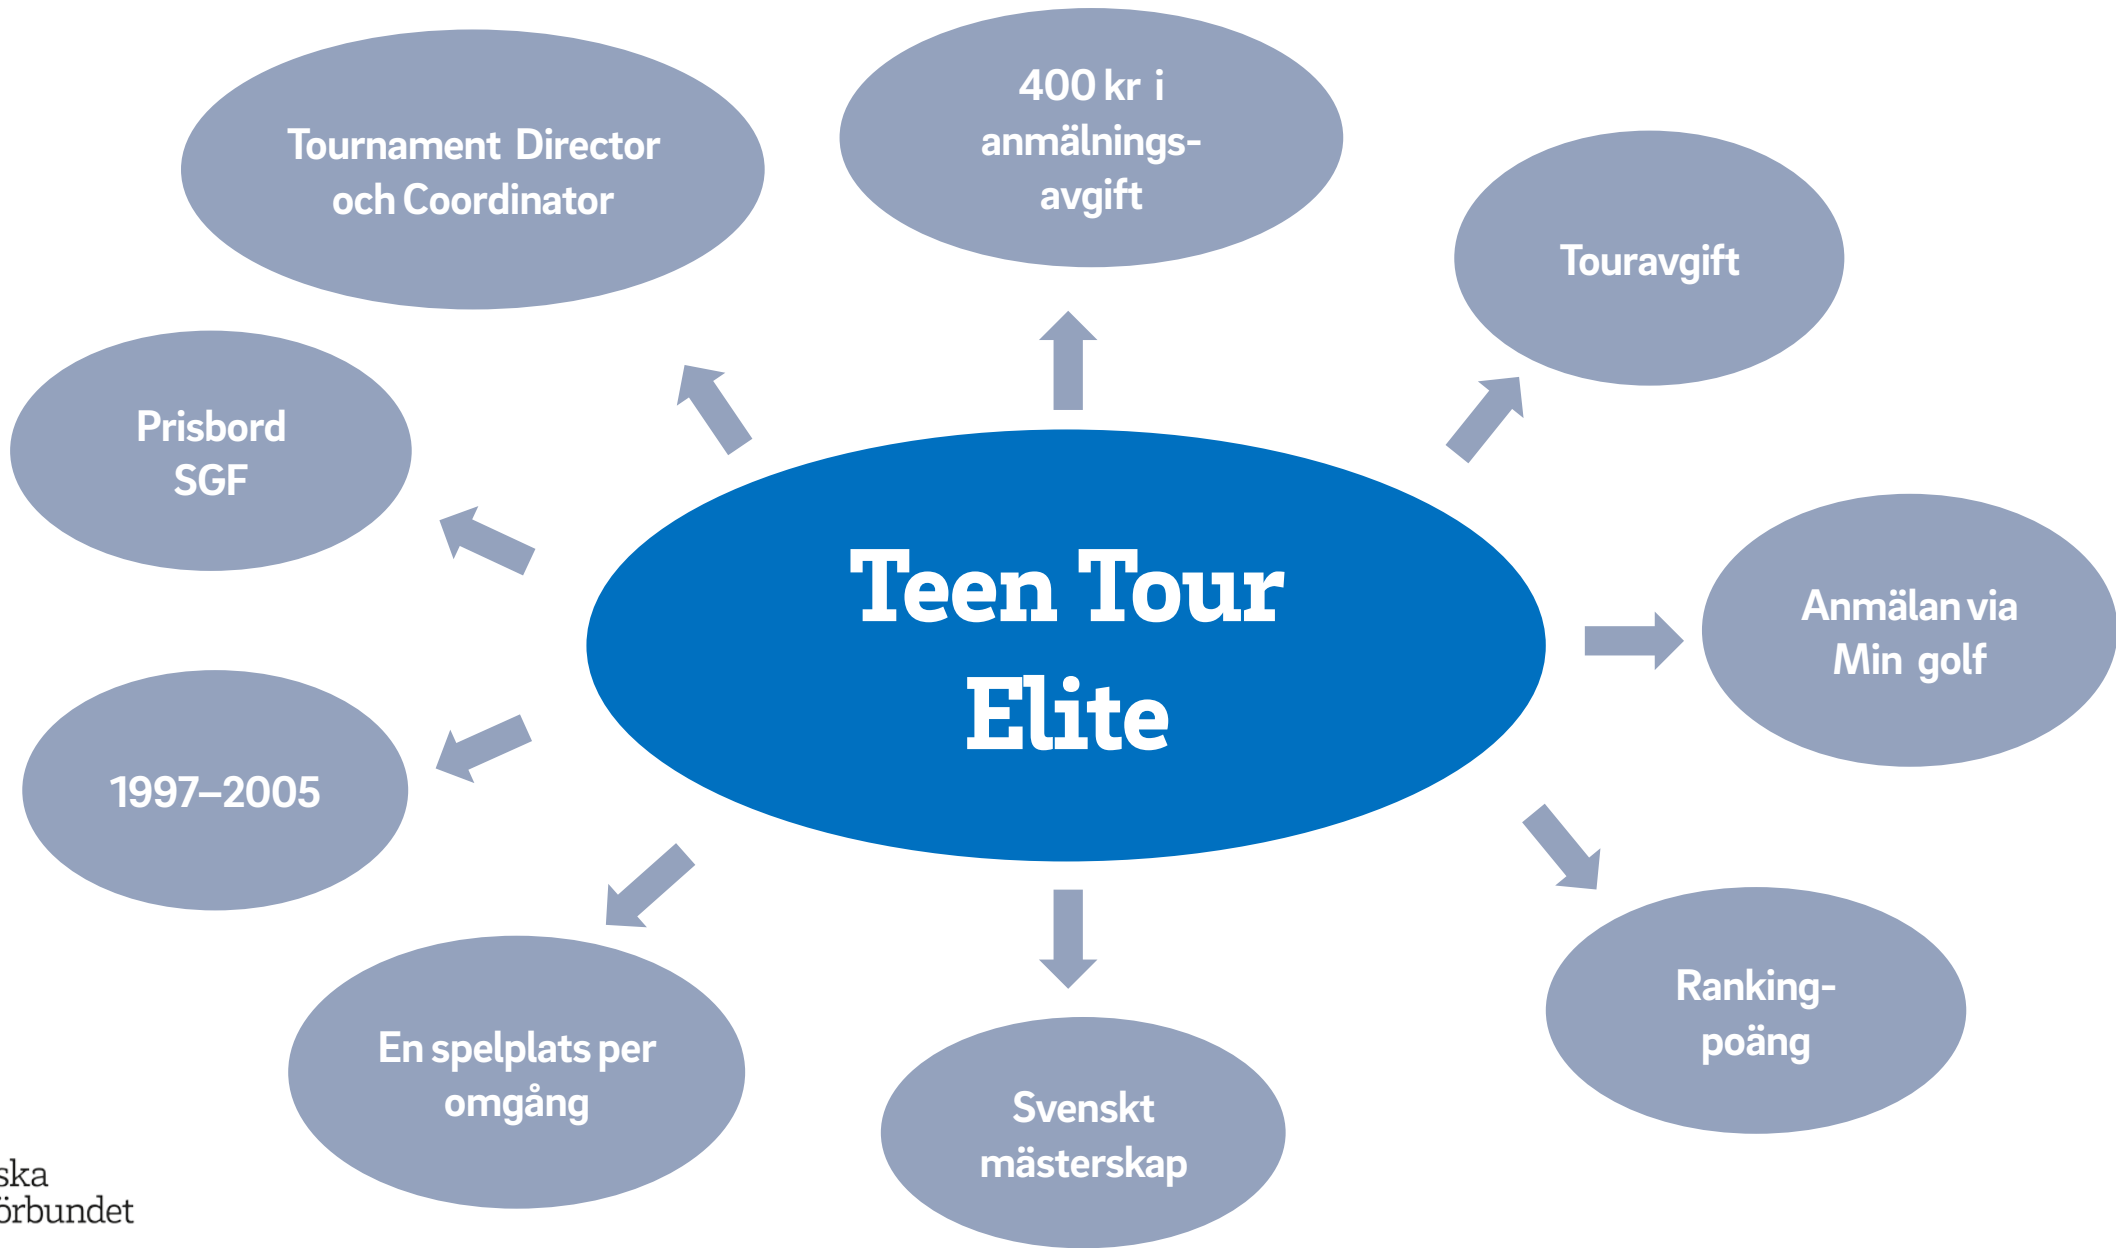 Tournament Director
och Coordinator
400 kr i
anmälnings-
avgift
Touravgift
Prisbord
SGF
Teen Tour
Elite
Anmälan via
Min golf
1997–2005
Ranking-
poäng
En spelplats per
omgång
Svenskt
mästerskap
ska
örbundet